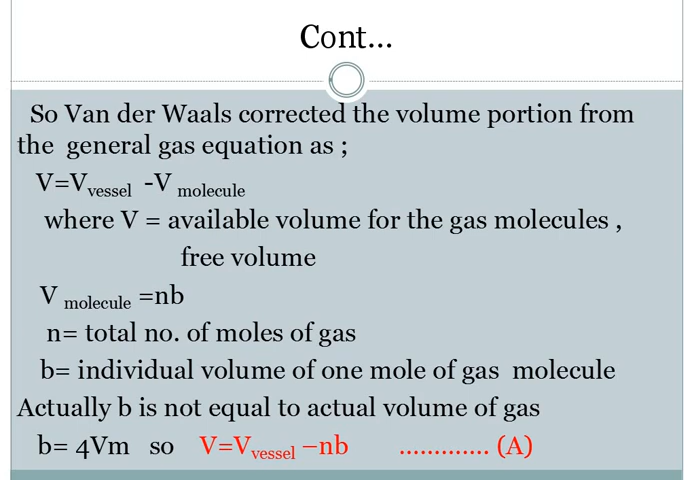 Cont…
So Van der Waals corrected the volume portion from
the general gas equation as ;
V=Vvessel -V molecule
where V = available volume for the gas molecules ,
free volume
V molecule =nb
n= total no. of moles of gas
b= individual volume of one mole of gas molecule
Actually b is not equal to actual volume of gas
b= 4Vm so V=Vvessel –nb …………. (A)